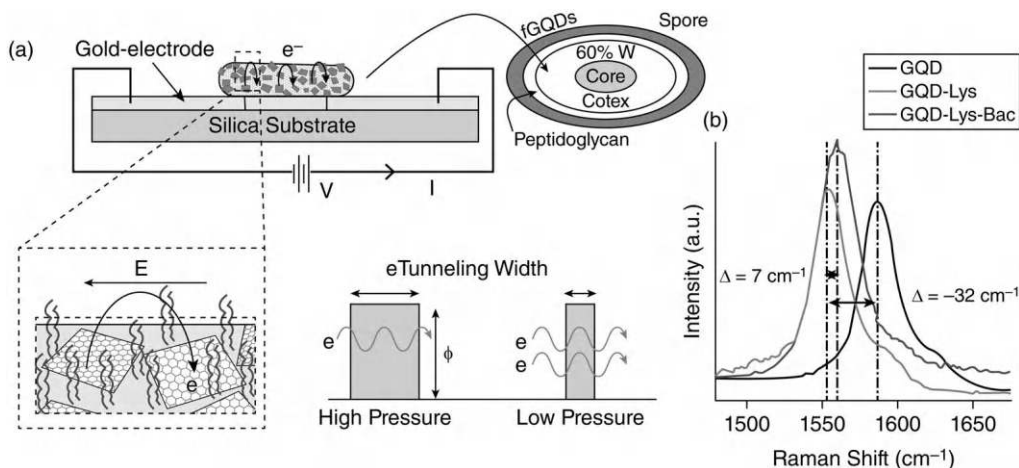 (a)
Gold-electrode
e–
Silica Substrate
V
I
fGQDs
Spore
60% W
Core
Cotex
Peptidoglycan
E
e
eTunneling Width
e
ϕ
High Pressure
e
e
Low Pressure
(b)
GQD
GQD-Lys
GQD-Lys-Bac
Intensity (a.u.)
Δ = 7 cm–1
Δ = –32 cm–1
1500
1550
1600
1650
Raman Shift (cm–1)